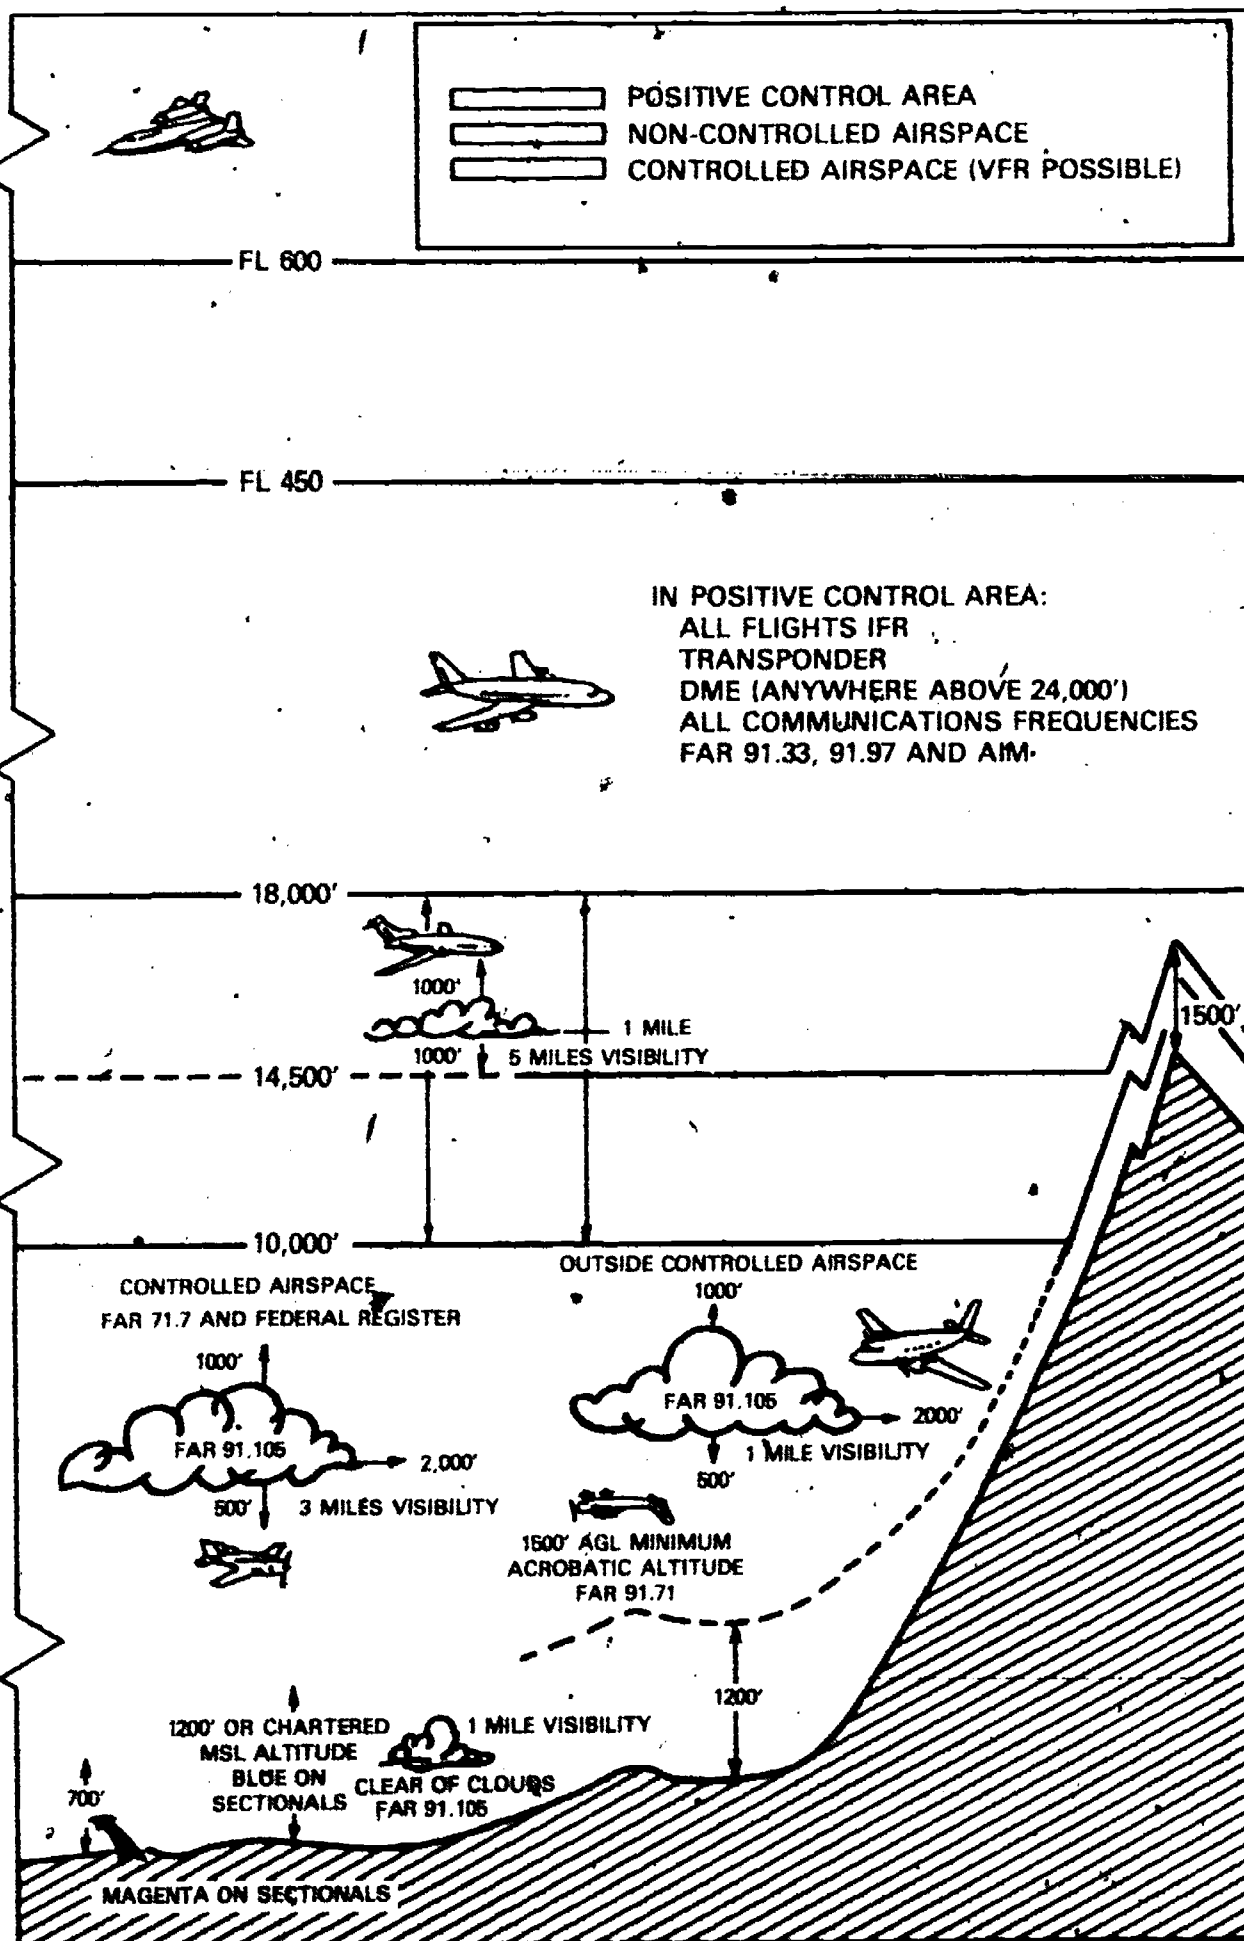 POSITIVE CONTROL AREA
NON-CONTROLLED AIRSPACE
CONTROLLED AIRSPACE (VFR POSSIBLE)
FL 600
FL 450
IN POSITIVE CONTROL AREA:
ALL FLIGHTS IFR
TRANSPONDER
DME (ANYWHERE ABOVE 24,000')
ALL COMMUNICATIONS FREQUENCIES
FAR 91.33, 91.97 AND AIM
18,000'
1000'
1500'
1 MILE
1000'
5 MILES VISIBILITY
14,500'
10,000'
OUTSIDE CONTROLLED AIRSPACE
CONTROLLED AIRSPACE
FAR 71.7 AND FEDERAL REGISTER
1000'
1000'
FAR 91.105
2000'
1 MILE VISIBILITY
500'
FAR 91.105
2,000'
500'
3 MILES VISIBILITY
1500' AGL MINIMUM
ACROBATIC ALTITUDE
FAR 91.71
1200'
1200' OR CHARTERED
MSL ALTITUDE
BLUE ON
SECTIONALS
1 MILE VISIBILITY
CLEAR OF CLOUDS
FAR 91.105
700'
MAGENTA ON SECTIONALS